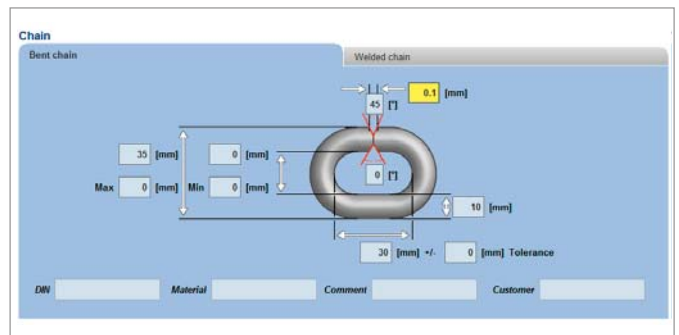 Chain
Bent chain Welded chain
0.1 [mm]
45 [°]
35 [mm] 0 [mm]
0 [°]
Max 0 [mm] Min 0 [mm]
10 [mm]
30 [mm] +/- 0 [mm] Tolerance
DIN Material Comment Customer